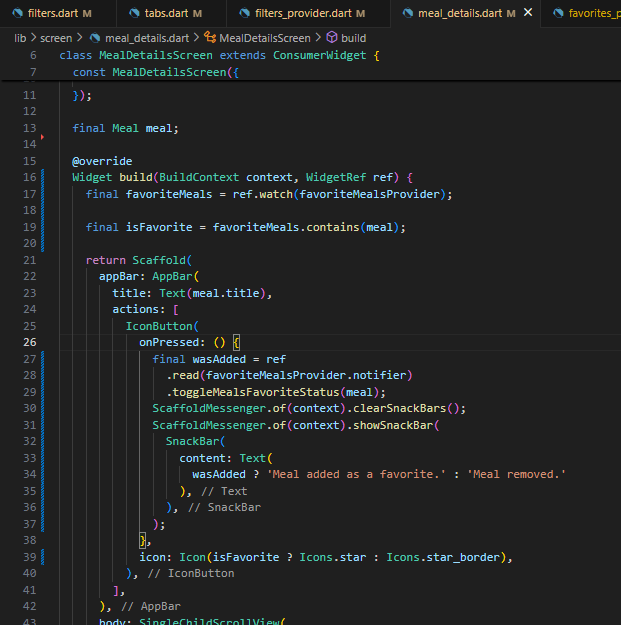 filters.dart M tabs.dart M filters_provider.dart M meal_details.dart M favorites_p
lib > screen > meal_details.dart > MealDetailsScreen > build
6 class MealDetailsScreen extends ConsumerWidget {
7 const MealDetailsScreen({
11 });
12
13 final Meal meal;
14
15 @override
16 Widget build(BuildContext context, WidgetRef ref) {
17 final favoriteMeals = ref.watch(favoriteMealsProvider);
18
19 final isFavorite = favoriteMeals.contains(meal);
20
21 return Scaffold(
22 appBar: AppBar(
23 title: Text(meal.title),
24 actions: [
25 IconButton(
26 onPressed: () {
27 final wasAdded = ref
28 .read(favoriteMealsProvider.notifier)
29 .toggleMealsFavoriteStatus(meal);
30 ScaffoldMessenger.of(context).clearSnackBars();
31 ScaffoldMessenger.of(context).showSnackBar(
32 SnackBar(
33 content: Text(
34 wasAdded ? 'Meal added as a favorite.' : 'Meal removed.'
35 ), // Text
36 ), // SnackBar
37 );
38 },
39 icon: Icon(isFavorite ? Icons.star : Icons.star_border),
40 ), // IconButton
41 ],
42 ), // AppBar
43 body: SingleChildScrollView(